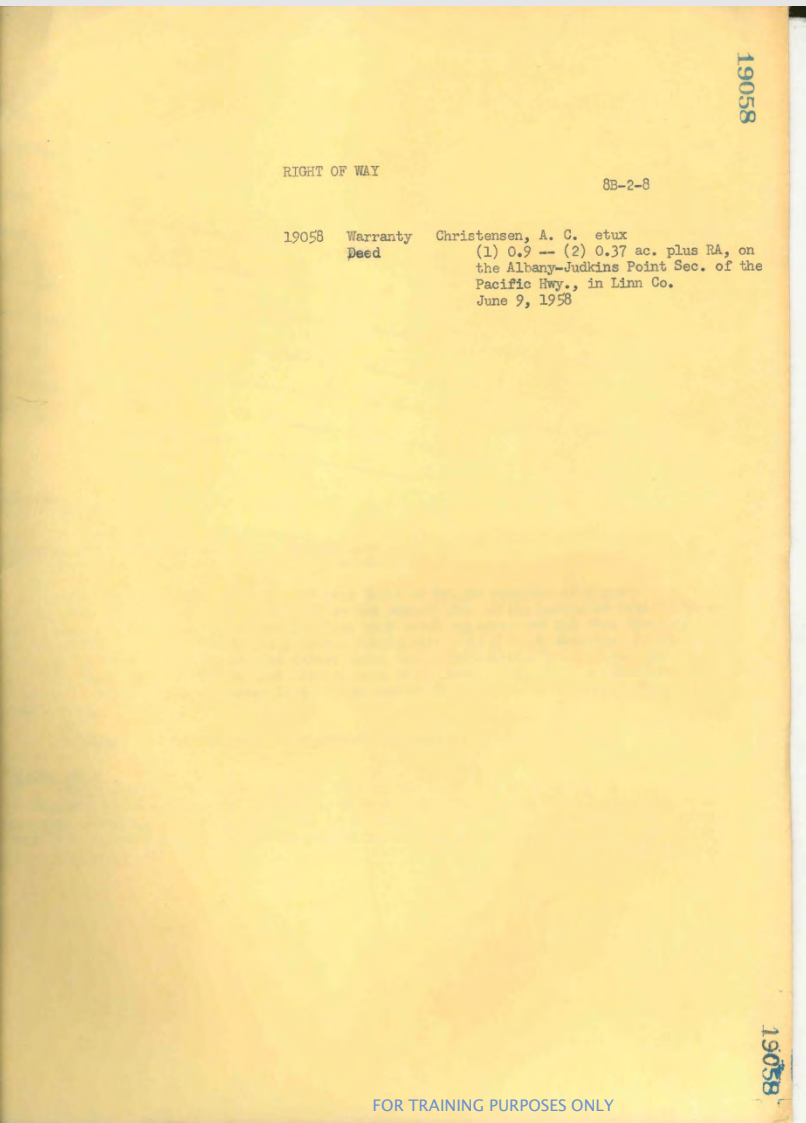 19058
RIGHT OF WAY
8B-2-8
19058 Warranty Christensen, A. C. etux
Deed (1) 0.9 -- (2) 0.37 ac. plus RA, on
the Albany-Judkins Point Sec. of the
Pacific Hwy., in Linn Co.
June 9, 1958
19058
FOR TRAINING PURPOSES ONLY